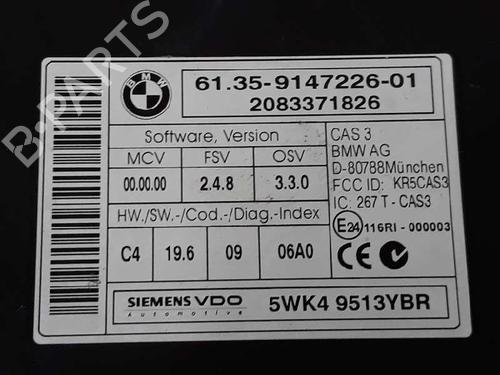 B-PARTS
BMW
61.35-9147226-01
2083371826
Software, Version
MCV FSV OSV
00.00.00 2.4.8 3.3.0
HW./SW.-/Cod.-/Diag.-Index
C4 19.6 09 06A0
CAS 3
BMW AG
D-80788München
FCC ID: KR5CAS3
IC: 267 T - CAS3
E24 116RI - 000003
CE
SIEMENS VDO
Automotive
5WK4 9513YBR